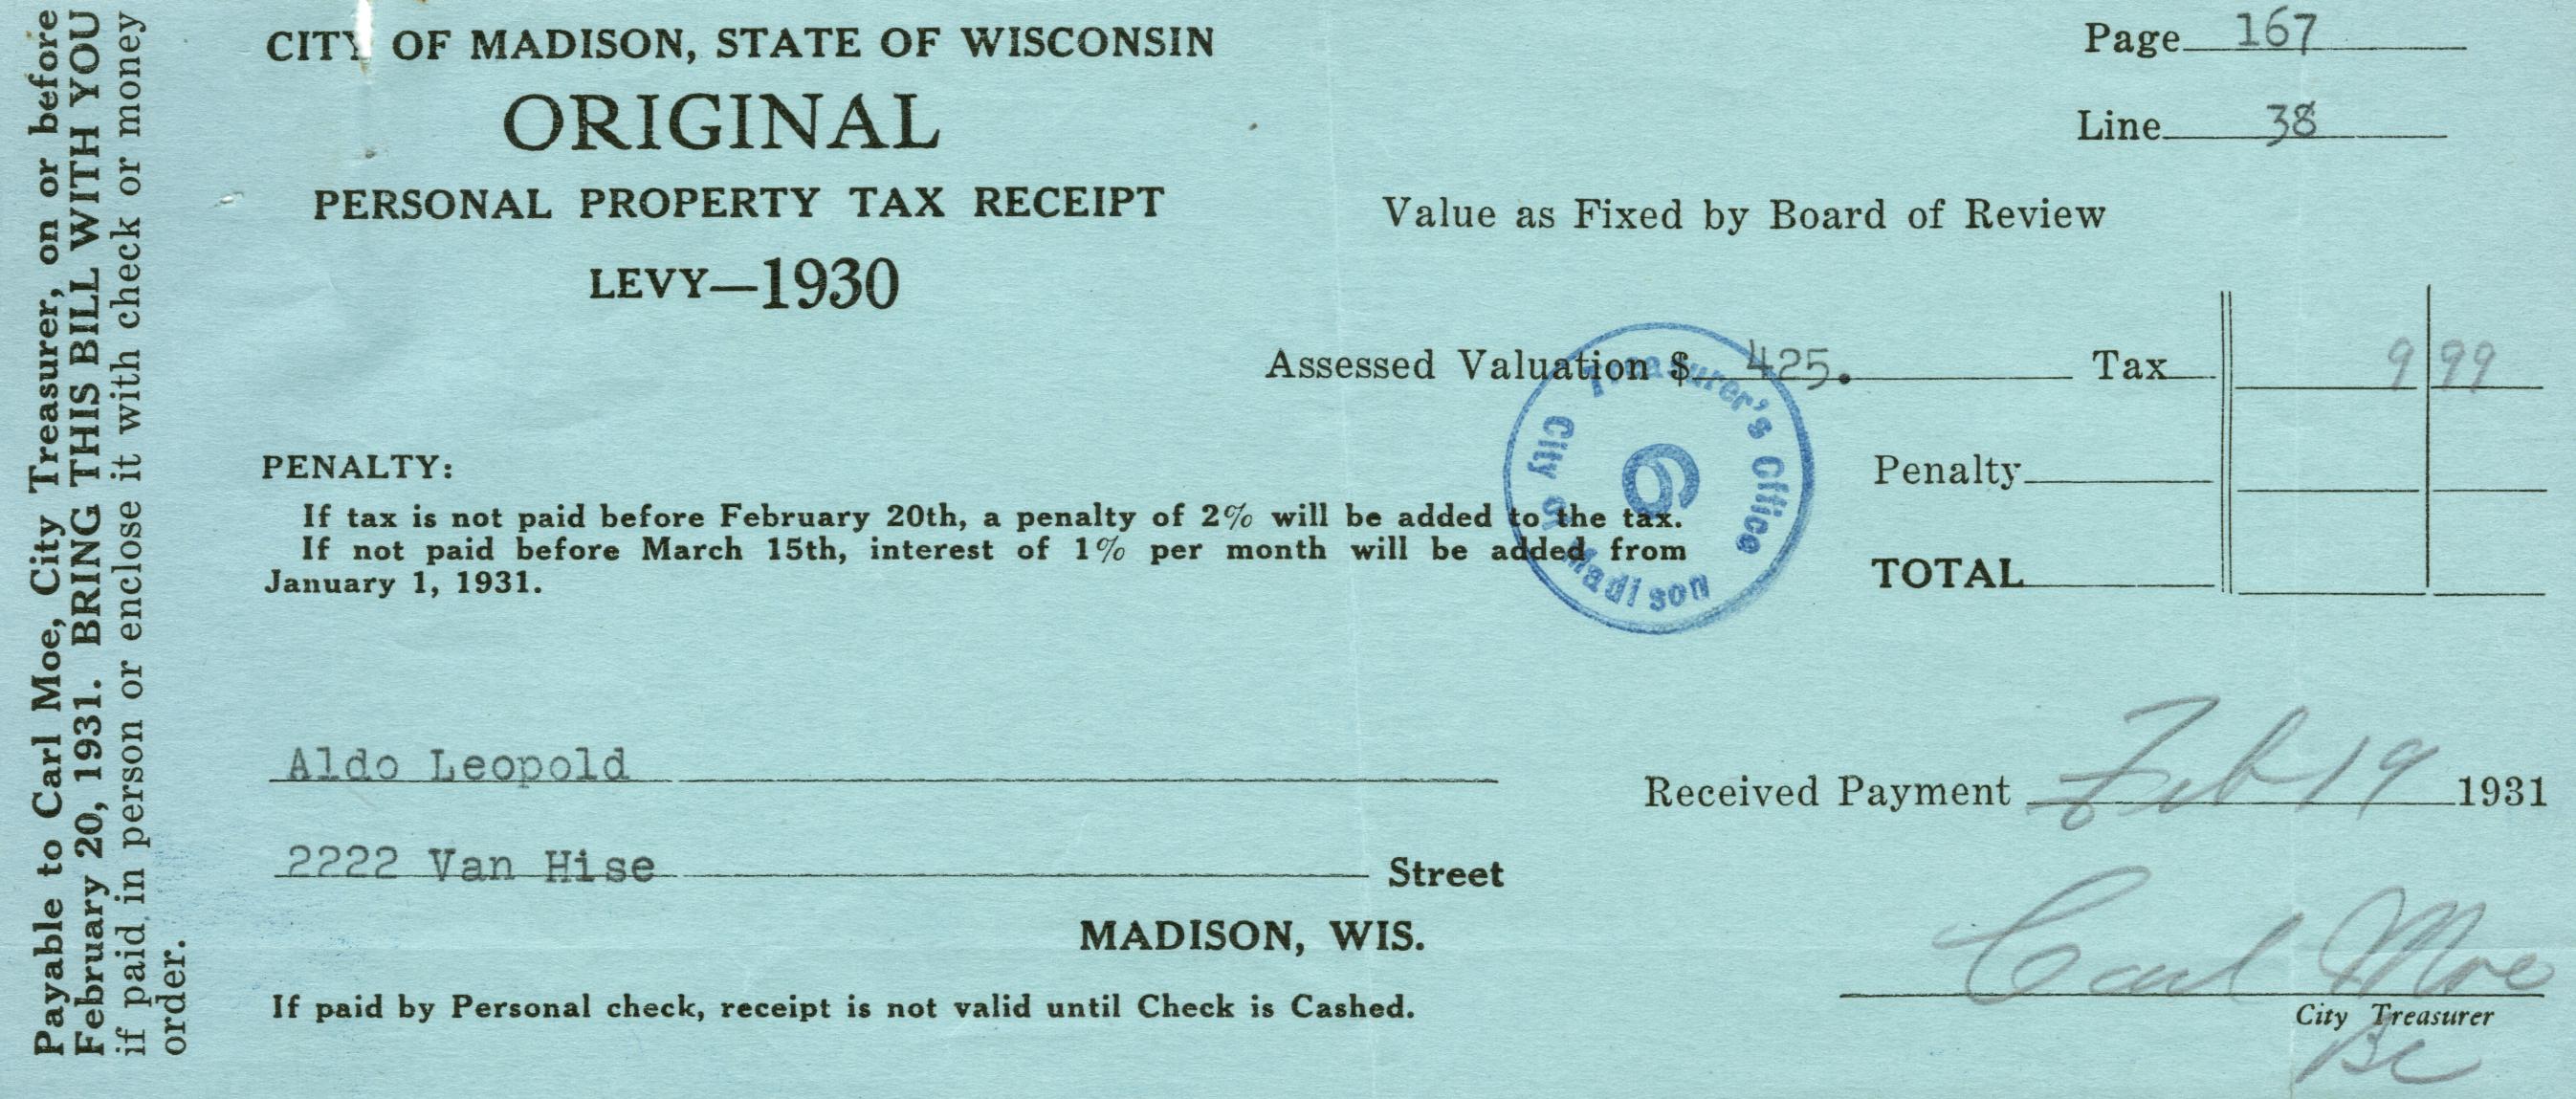 Payable to Carl Moe, City Treasurer, on or before
February 20, 1931. BRING THIS BILL WITH YOU
if paid in person or enclose it with check or money
order.
CITY OF MADISON, STATE OF WISCONSIN
ORIGINAL
PERSONAL PROPERTY TAX RECEIPT
LEVY—1930
Page 167
Line 38
Value as Fixed by Board of Review
Assessed Valuation $ 425. Tax 9 99
Treasurer's Office
City of Madison
6
PENALTY:
If tax is not paid before February 20th, a penalty of 2% will be added to the tax.
If not paid before March 15th, interest of 1% per month will be added from
January 1, 1931.
Penalty
TOTAL
Aldo Leopold
2222 Van Hise Street
MADISON, WIS.
If paid by Personal check, receipt is not valid until Check is Cashed.
Received Payment Feb 19 1931
Carl Moe
City Treasurer
BC